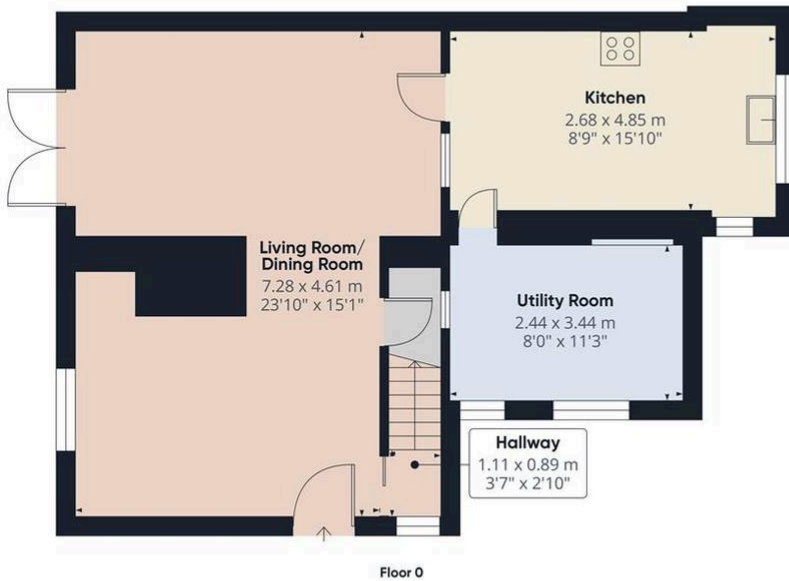 Kitchen
2.68 x 4.85 m
8'9" x 15'10"
Living Room/
Dining Room
7.28 x 4.61 m
23'10" x 15'1"
Utility Room
2.44 x 3.44 m
8'0" x 11'3"
Hallway
1.11 x 0.89 m
3'7" x 2'10"
Floor 0